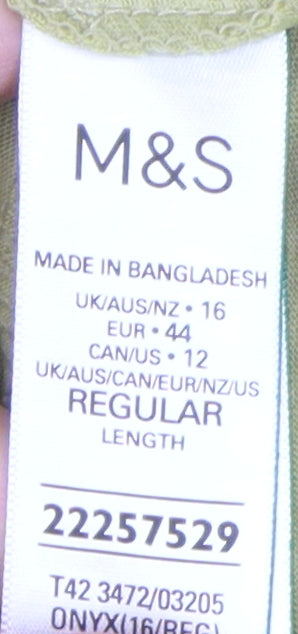 M&S
MADE IN BANGLADESH
UK/AUS/NZ • 16
EUR • 44
CAN/US • 12
UK/AUS/CAN/EUR/NZ/US
REGULAR
LENGTH
22257529
T42 3472/03205
ONYX(16/REG)